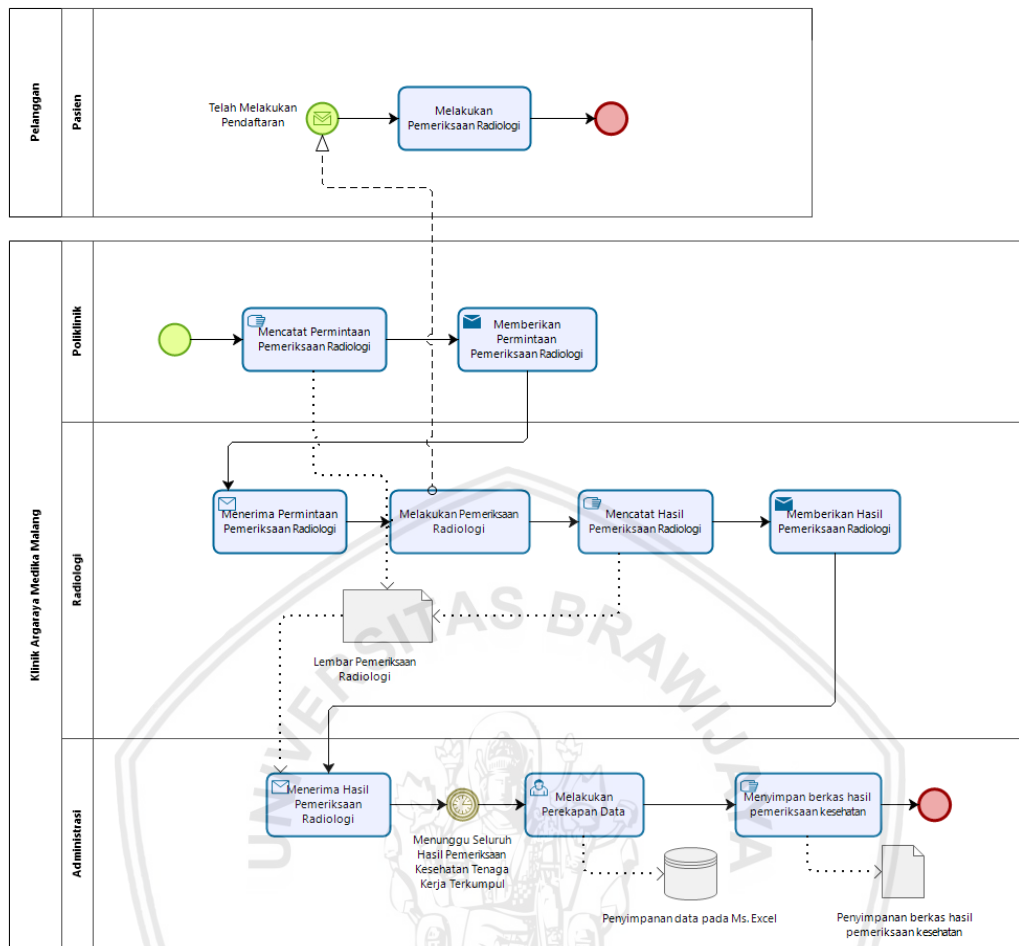 Pelanggan
Pasien
Telah Melakukan
Pendaftaran
Melakukan
Pemeriksaan Radiologi
Klinik Argaraya Medika Malang
Poliklinik
Mencatat Permintaan
Pemeriksaan Radiologi
Memberikan
Permintaan
Pemeriksaan Radiologi
Radiologi
Menerima Permintaan
Pemeriksaan Radiologi
Melakukan Pemeriksaan
Radiologi
Mencatat Hasil
Pemeriksaan Radiologi
Memberikan Hasil
Pemeriksaan Radiologi
Lembar Pemeriksaan
Radiologi
Administrasi
Menerima Hasil
Pemeriksaan
Radiologi
Menunggu Seluruh
Hasil Pemeriksaan
Kesehatan Tenaga
Kerja Terkumpul
Melakukan
Perekapan Data
Menyimpan berkas hasil
pemeriksaan kesehatan
Penyimpanan data pada Ms. Excel
Penyimpanan berkas hasil
pemeriksaan kesehatan
UNIVERSITAS BRAWIJAYA